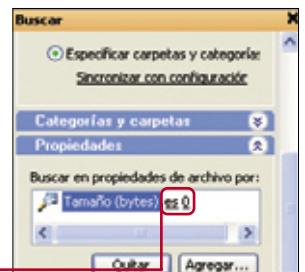 Buscar
Especificar carpetas y categorías
Sincronizar con configuración
Categorías y carpetas
Propiedades
Buscar en propiedades de archivo por:
Tamaño (bytes) es 0
Quitar
Agregar...